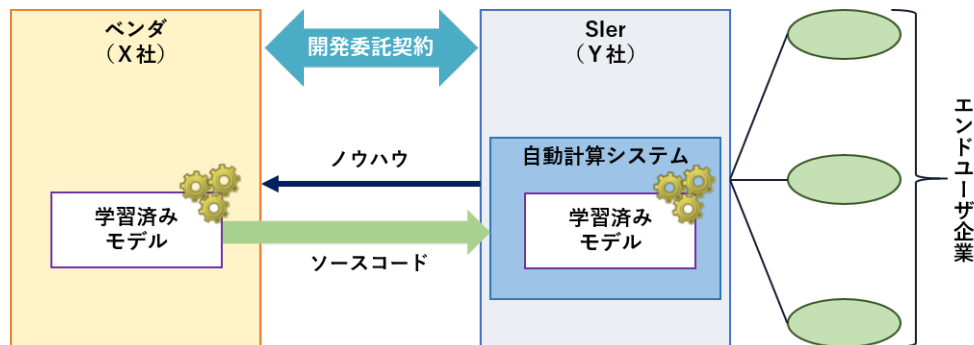 ベンダ
（X社）
開発委託契約
SIer
（Y社）
ノウハウ
自動計算システム
学習済み
モデル
学習済み
モデル
ソースコード
エンドユーザ企業